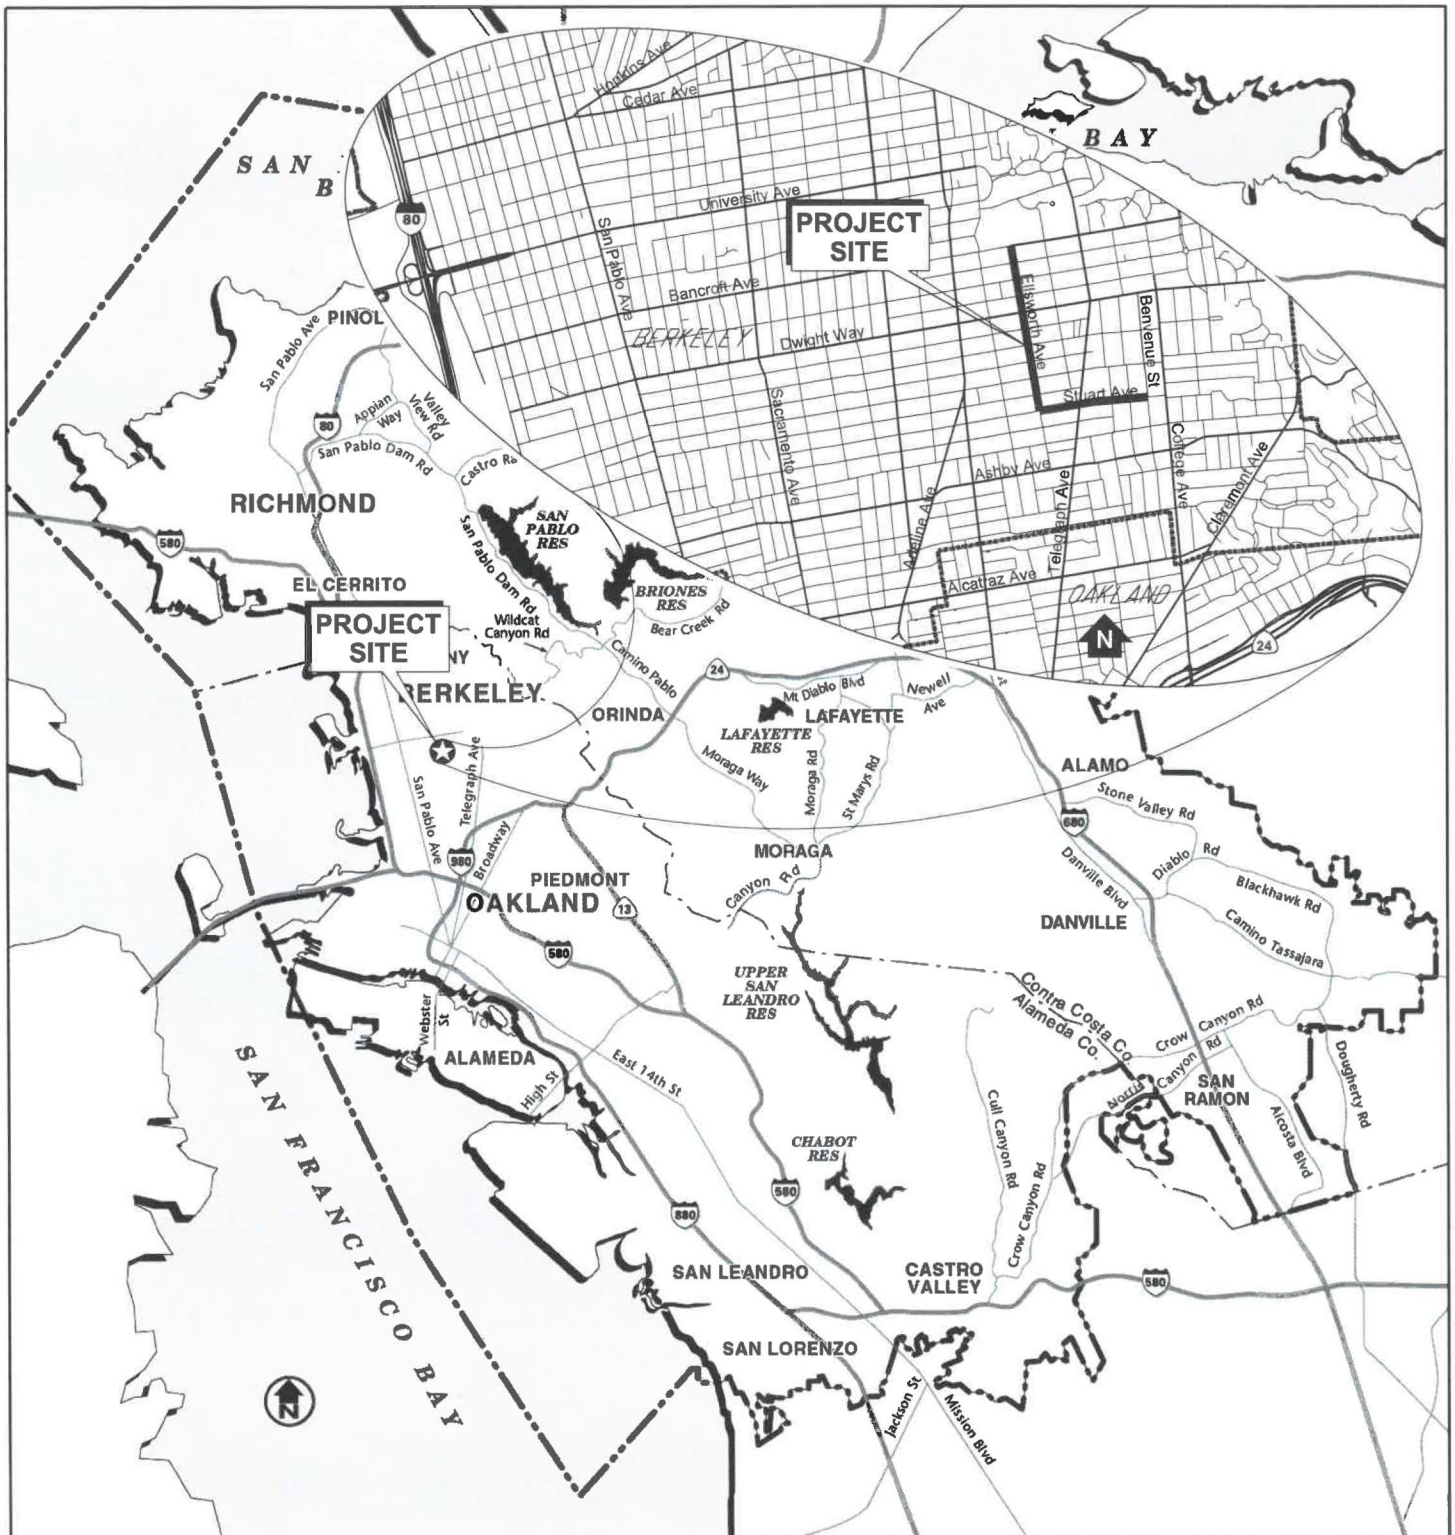 Hopkins Ave
Cedar Ave
SAN
B
BAY
80
University Ave
PROJECT
SITE
San Pablo Ave
Bancroft Ave
BERKELEY
Dwight Way
Ellsworth Ave
Benvenue St
Stuart Ave
Sacramento Ave
College Ave
Claremont Ave
Ashby Ave
Telegraph Ave
Adeline Ave
Alcatraz Ave
OAKLAND
N
24
PINOL
San Pablo Ave
80
Appian
Way
Valley
View Rd
San Pablo Dam Rd
Castro Ra
RICHMOND
580
SAN
PABLO
RES
San Pablo Dam Rd
EL CERRITO
BRIONES
RES
Bear Creek Rd
Wildcat
Canyon Rd
PROJECT
SITE
NY
BERKELEY
Camino Pablo
24
ORINDA
Mt Diablo Blvd
Newell
Ave
LAFAYETTE
LAFAYETTE
RES
Moraga Way
Moraga Rd
St Marys Rd
ALAMO
Stone Valley Rd
680
San Pablo Ave
Telegraph Ave
980
Broadway
MORAGA
Canyon Rd
Danville Blvd
Diablo Rd
Blackhawk Rd
PIEDMONT
OAKLAND
13
DANVILLE
Camino Tassajara
580
UPPER
SAN
LEANDRO
RES
Contra Costa Co.
Alameda Co.
Crow Canyon Rd
Norris Canyon Rd
SAN
RAMON
Dougherty Rd
Alcosta Blvd
Webster
St
ALAMEDA
High St
East 14th St
Cull Canyon Rd
Crow Canyon Rd
CHABOT
RES
580
880
SAN LEANDRO
CASTRO
VALLEY
580
SAN LORENZO
SAN FRANCISCO BAY
N
Jackson St
Mission Blvd